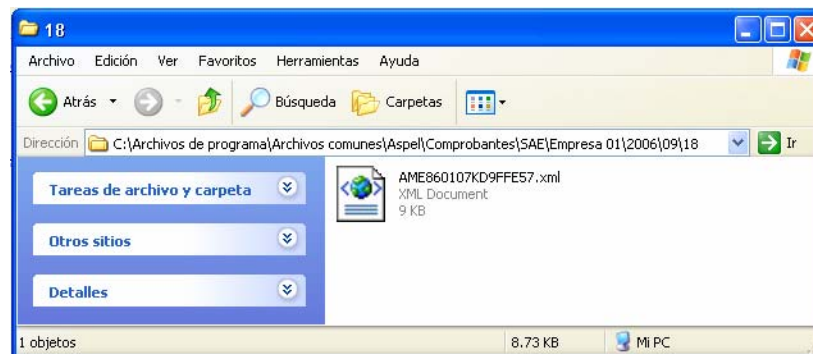 18
Archivo Edición Ver Favoritos Herramientas Ayuda
Atrás Búsqueda Carpetas
Dirección C:\Archivos de programa\Archivos comunes\Aspel\Comprobantes\SAE\Empresa 01\2006\09\18 Ir
Tareas de archivo y carpeta
Otros sitios
Detalles
AME860107KD9FFE57.xml
XML Document
9 KB
1 objetos 8.73 KB Mi PC